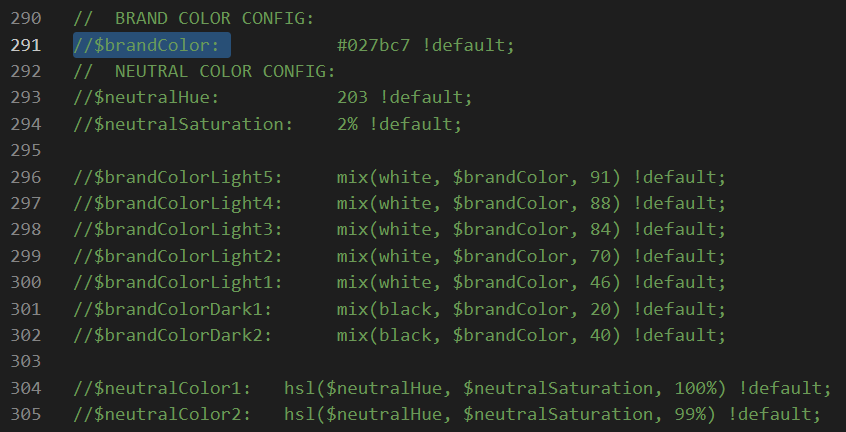 290 //  BRAND COLOR CONFIG:
291 //$brandColor:           #027bc7 !default;
292 //  NEUTRAL COLOR CONFIG:
293 //$neutralHue:           203 !default;
294 //$neutralSaturation:    2% !default;
295
296 //$brandColorLight5:     mix(white, $brandColor, 91) !default;
297 //$brandColorLight4:     mix(white, $brandColor, 88) !default;
298 //$brandColorLight3:     mix(white, $brandColor, 84) !default;
299 //$brandColorLight2:     mix(white, $brandColor, 70) !default;
300 //$brandColorLight1:     mix(white, $brandColor, 46) !default;
301 //$brandColorDark1:      mix(black, $brandColor, 20) !default;
302 //$brandColorDark2:      mix(black, $brandColor, 40) !default;
303
304 //$neutralColor1:   hsl($neutralHue, $neutralSaturation, 100%) !default;
305 //$neutralColor2:   hsl($neutralHue, $neutralSaturation, 99%) !default;